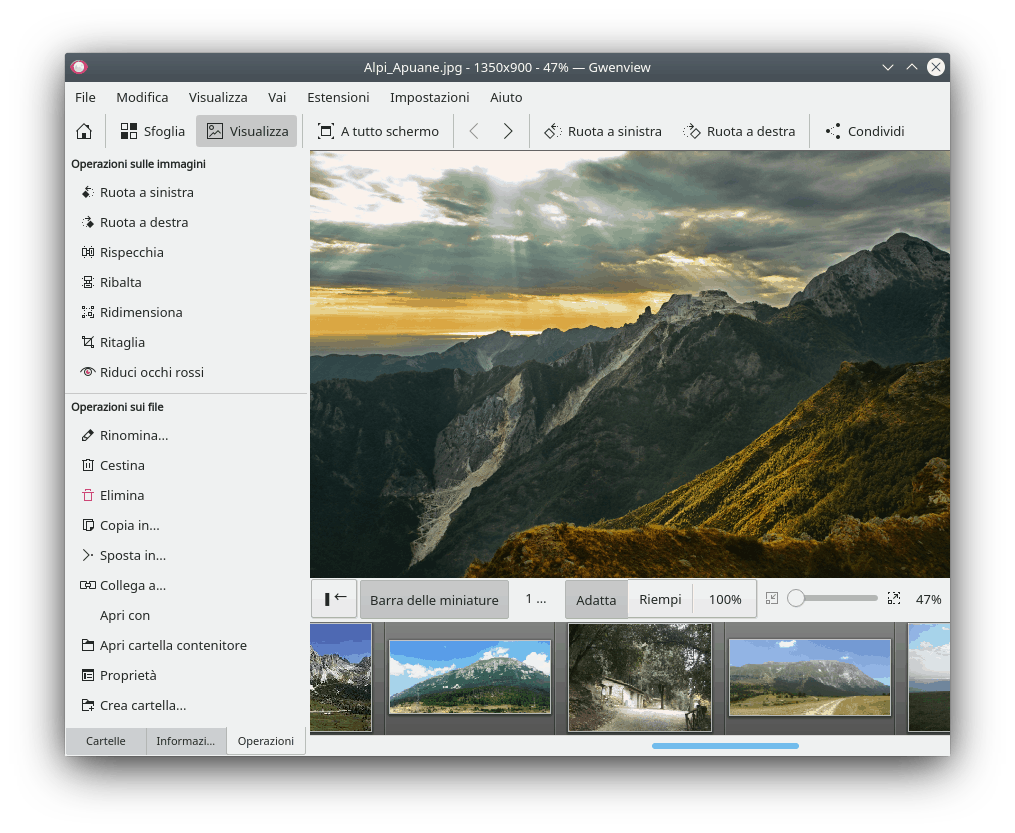 Alpi_Apuane.jpg - 1350x900 - 47% — Gwenview
File Modifica Visualizza Vai Estensioni Impostazioni Aiuto
Sfoglia Visualizza A tutto schermo Ruota a sinistra Ruota a destra Condividi
Operazioni sulle immagini
Ruota a sinistra
Ruota a destra
Rispecchia
Ribalta
Ridimensiona
Ritaglia
Riduci occhi rossi
Operazioni sui file
Rinomina...
Cestina
Elimina
Copia in...
Sposta in...
Collega a...
Apri con
Apri cartella contenitore
Proprietà
Crea cartella...
Cartelle Informazi... Operazioni
Barra delle miniature 1 ... Adatta Riempi 100% 47%